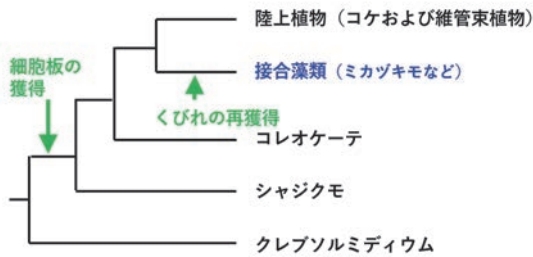 陸上植物（コケおよび維管束植物）
細胞板の
獲得
接合藻類（ミカヅキモなど）
くびれの再獲得
コレオケーテ
シャジクモ
クレブソルミディウム